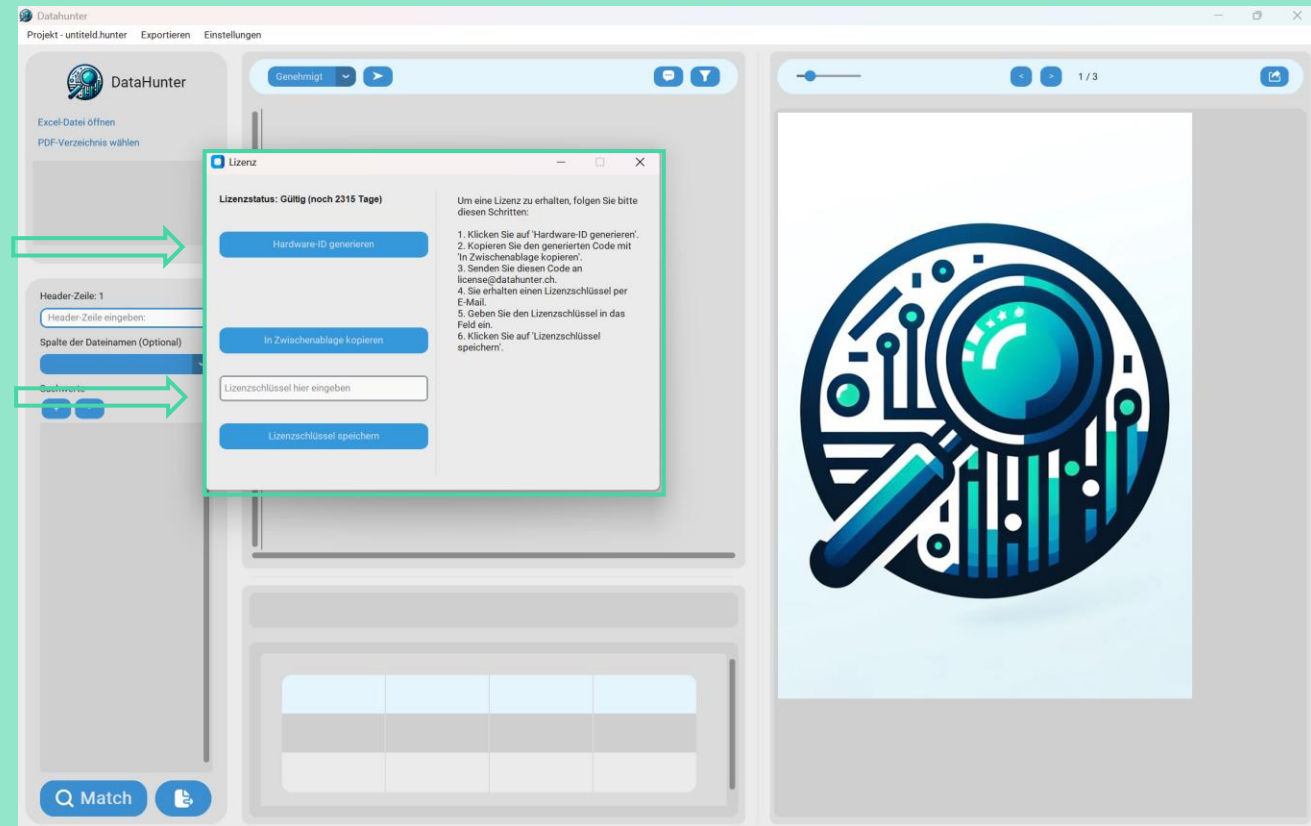 Datahunter
Projekt - untiteld.hunter Exportieren Einstellungen
DataHunter
Excel-Datei öffnen
PDF-Verzeichnis wählen
Header-Zeile: 1
Header-Zeile eingeben:
Spalte der Dateinamen (Optional)
Suchwerte
Match
Genehmigt
Lizenz
Lizenzstatus: Gültig (noch 2315 Tage)
Hardware-ID generieren
In Zwischenablage kopieren
Lizenzschlüssel hier eingeben
Lizenzschlüssel speichern
Um eine Lizenz zu erhalten, folgen Sie bitte
diesen Schritten:
1. Klicken Sie auf 'Hardware-ID generieren'.
2. Kopieren Sie den generierten Code mit
'In Zwischenablage kopieren'.
3. Senden Sie diesen Code an
license@datahunter.ch.
4. Sie erhalten einen Lizenzschlüssel per
E-Mail.
5. Geben Sie den Lizenzschlüssel in das
Feld ein.
6. Klicken Sie auf 'Lizenzschlüssel
speichern'.
1 / 3